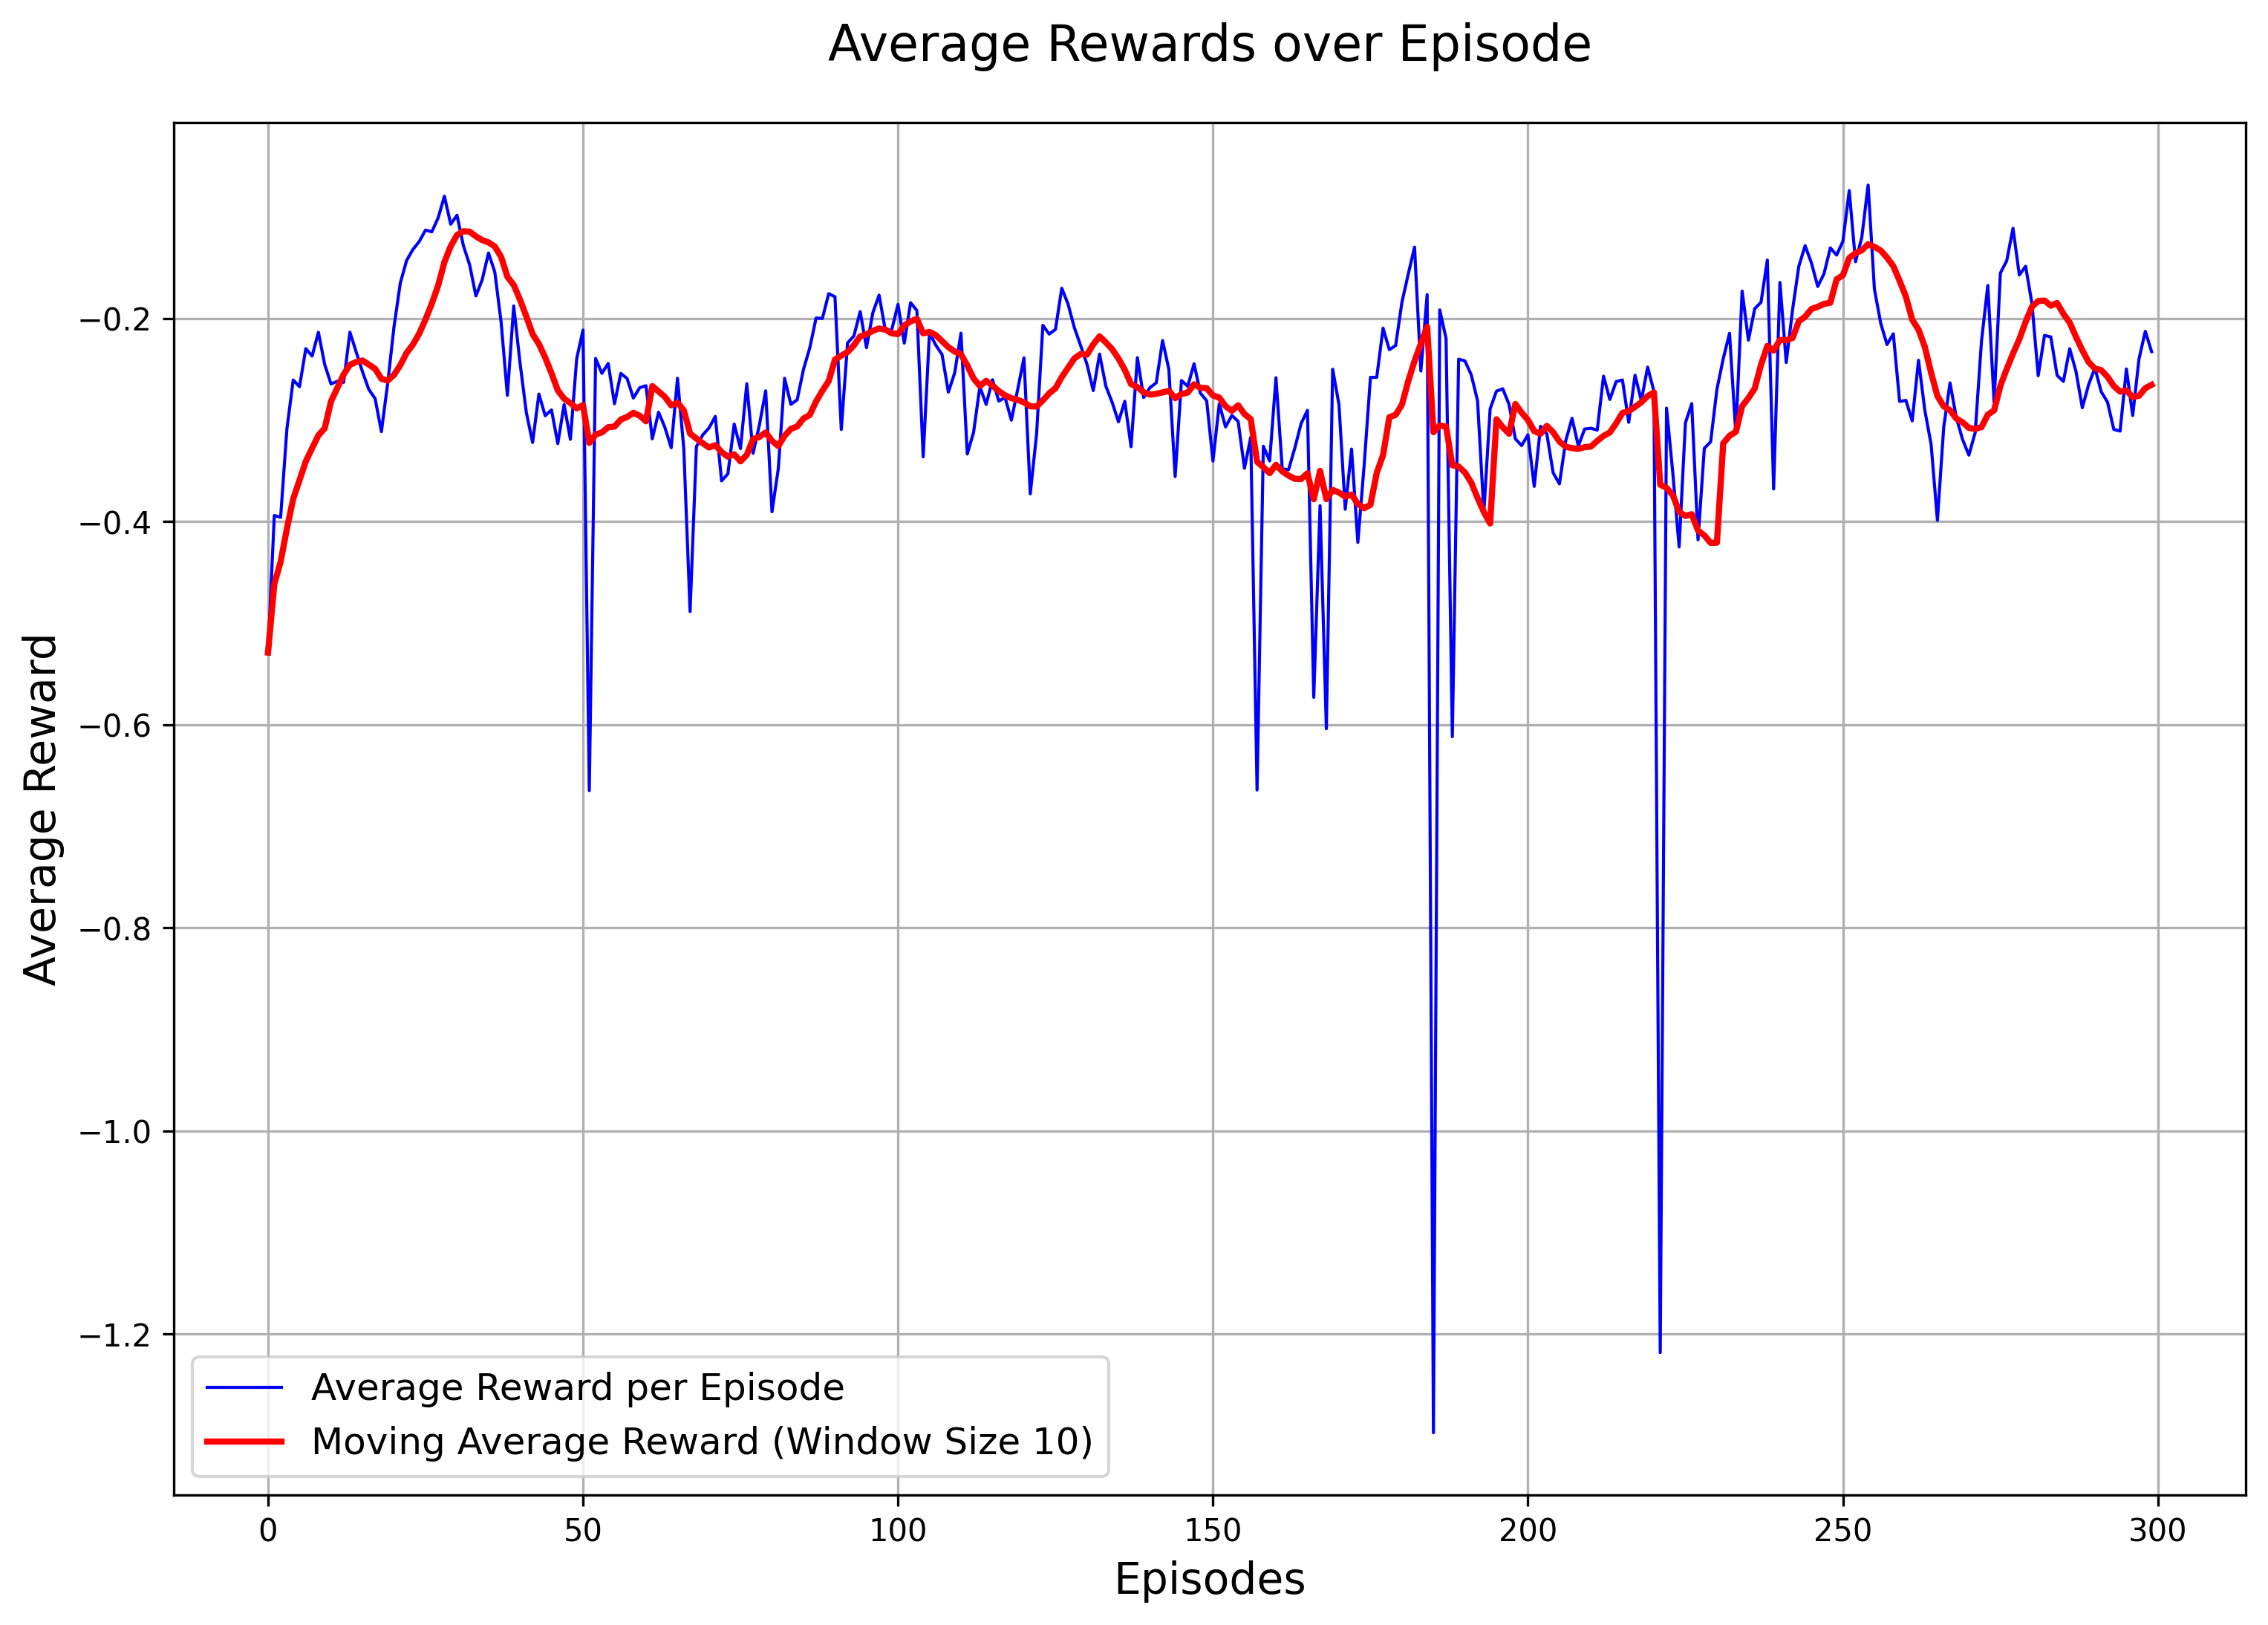 Average Rewards over Episode
Average Reward
−0.2
−0.4
−0.6
−0.8
−1.0
−1.2
Average Reward per Episode
Moving Average Reward (Window Size 10)
0 50 100 150 200 250 300
Episodes